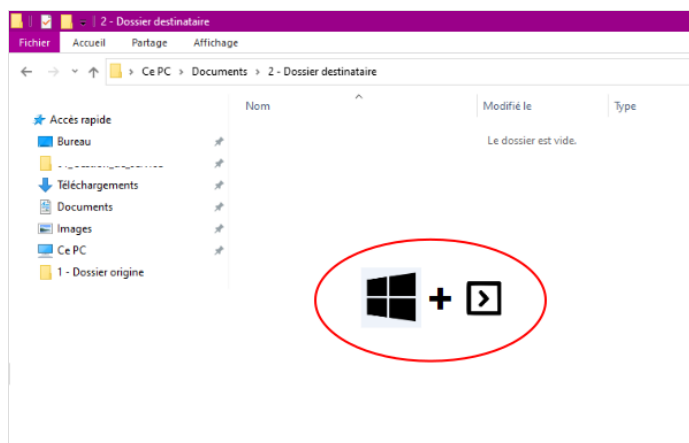 2 - Dossier destinataire
Fichier Accueil Partage Affichage
Ce PC > Documents > 2 - Dossier destinataire
Nom Modifié le Type
Accès rapide
Le dossier est vide.
Bureau
Téléchargements
Documents
Images
Ce PC
1 - Dossier origine
+